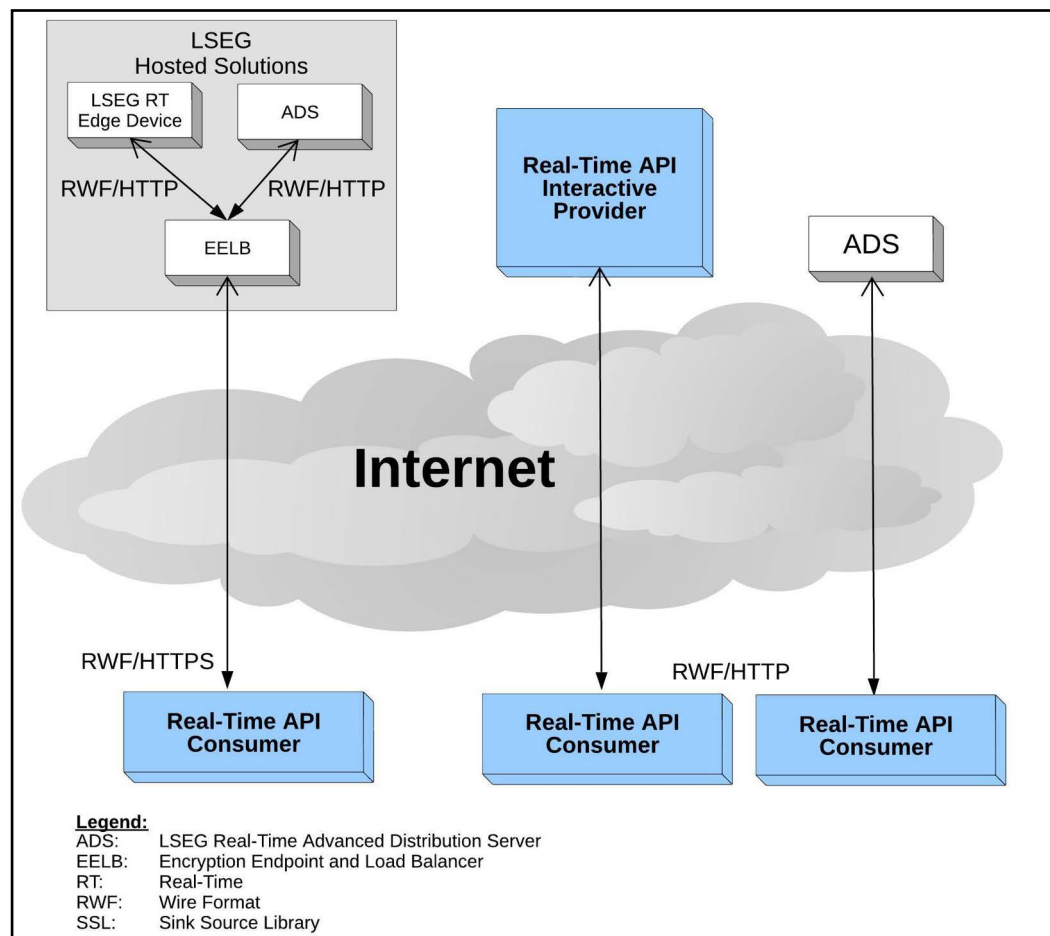 LSEG
Hosted Solutions
LSEG RT
Edge Device
ADS
RWF/HTTP
RWF/HTTP
EELB
Real-Time API
Interactive
Provider
ADS
Internet
RWF/HTTPS
RWF/HTTP
Real-Time API
Consumer
Real-Time API
Consumer
Real-Time API
Consumer
Legend:
ADS: LSEG Real-Time Advanced Distribution Server
EELB: Encryption Endpoint and Load Balancer
RT: Real-Time
RWF: Wire Format
SSL: Sink Source Library